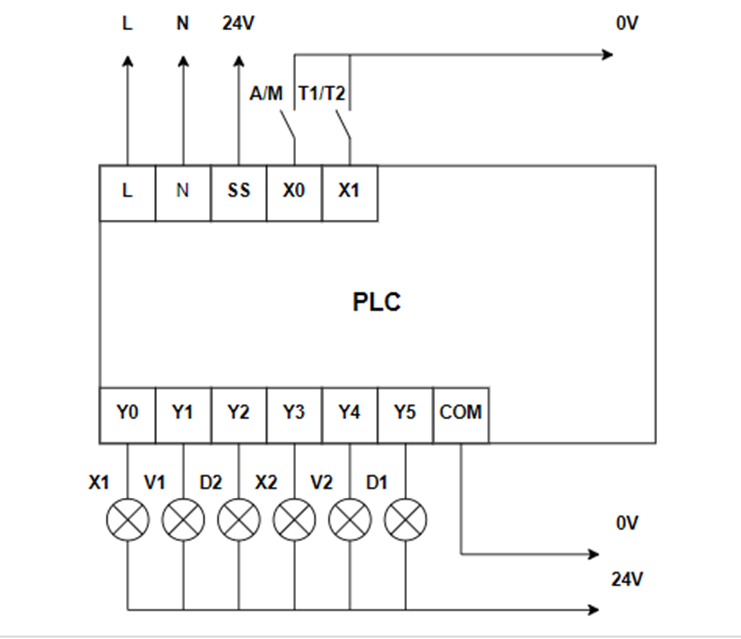 L N 24V 0V
A/M T1/T2
L N SS X0 X1
PLC
Y0 Y1 Y2 Y3 Y4 Y5 COM
X1 V1 D2 X2 V2 D1
0V
24V